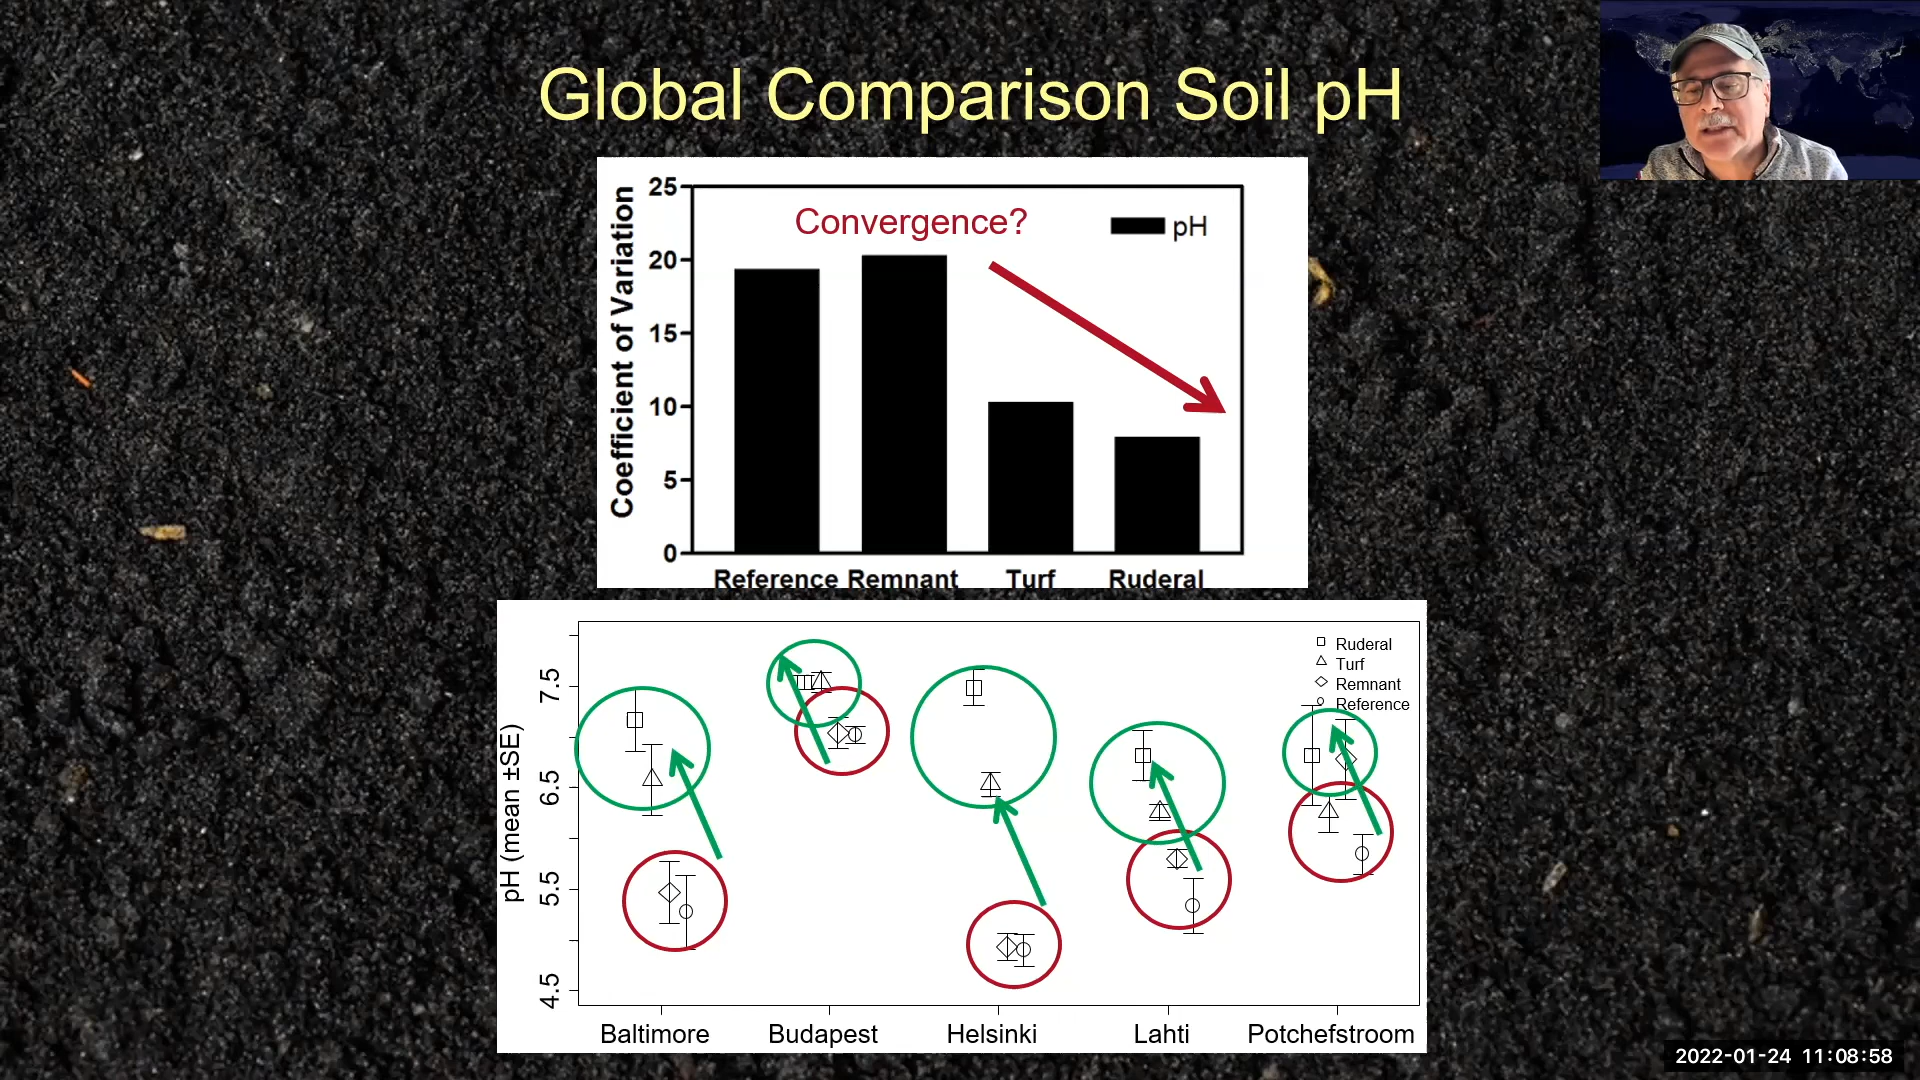 Global Comparison Soil pH
Coefficient of Variation
25
20
15
10
5
0
Convergence?
pH
Reference Remnant Turf Ruderal
pH (mean ±SE)
7.5
6.5
5.5
4.5
Ruderal
Turf
Remnant
Reference
Baltimore Budapest Helsinki Lahti Potchefstroom
2022-01-24 11:08:58